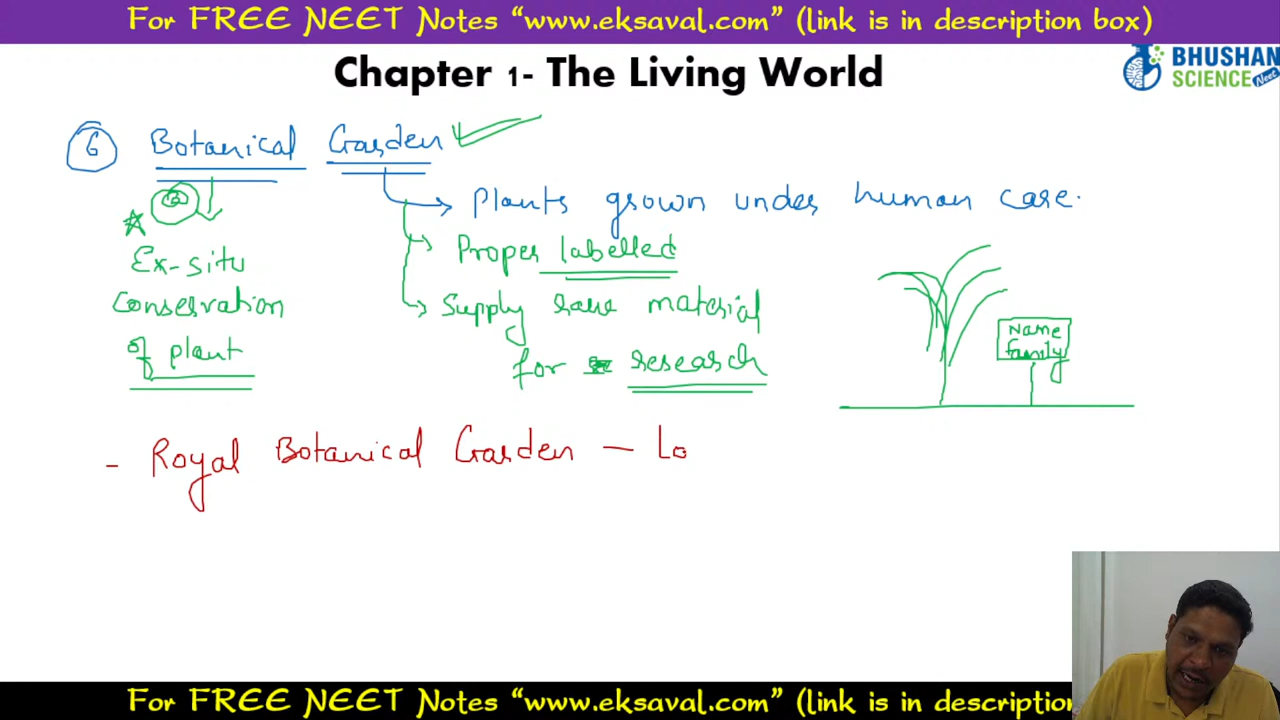 For FREE NEET Notes “www.eksaval.com” (link is in description box)
Chapter 1- The Living World
BHUSHAN
SCIENCE Neet
6 Botanical Garden
Plants grown under human care.
Ex-situ
conservation
of plant
Proper labelled
Supply raw material
for research
Name
family
- Royal Botanical Garden - Lo
For FREE NEET Notes “www.eksaval.com” (link is in description